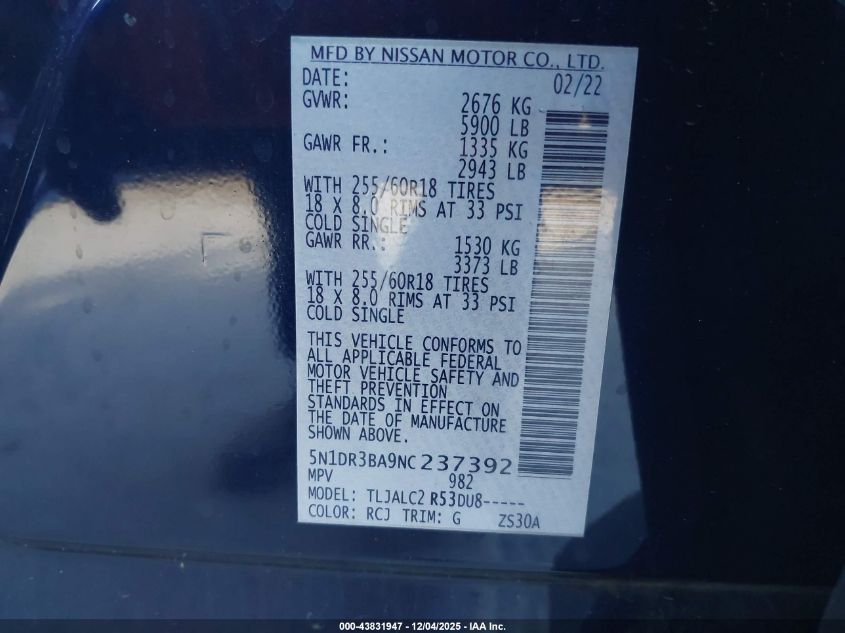 MFD BY NISSAN MOTOR CO., LTD.
DATE: 02/22
GVWR: 2676 KG
5900 LB
GAWR FR.: 1335 KG
2943 LB
WITH 255/60R18 TIRES
18 X 8.0 RIMS AT 33 PSI
COLD SINGLE
GAWR RR.: 1530 KG
3373 LB
WITH 255/60R18 TIRES
18 X 8.0 RIMS AT 33 PSI
COLD SINGLE
THIS VEHICLE CONFORMS TO
ALL APPLICABLE FEDERAL
MOTOR VEHICLE SAFETY AND
THEFT PREVENTION
STANDARDS IN EFFECT ON
THE DATE OF MANUFACTURE
SHOWN ABOVE.
5N1DR3BA9NC237392
MPV 982
MODEL: TLJALC2 R53DU8-----
COLOR: RCJ TRIM: G ZS30A
000-43831947 - 12/04/2025 - IAA Inc.